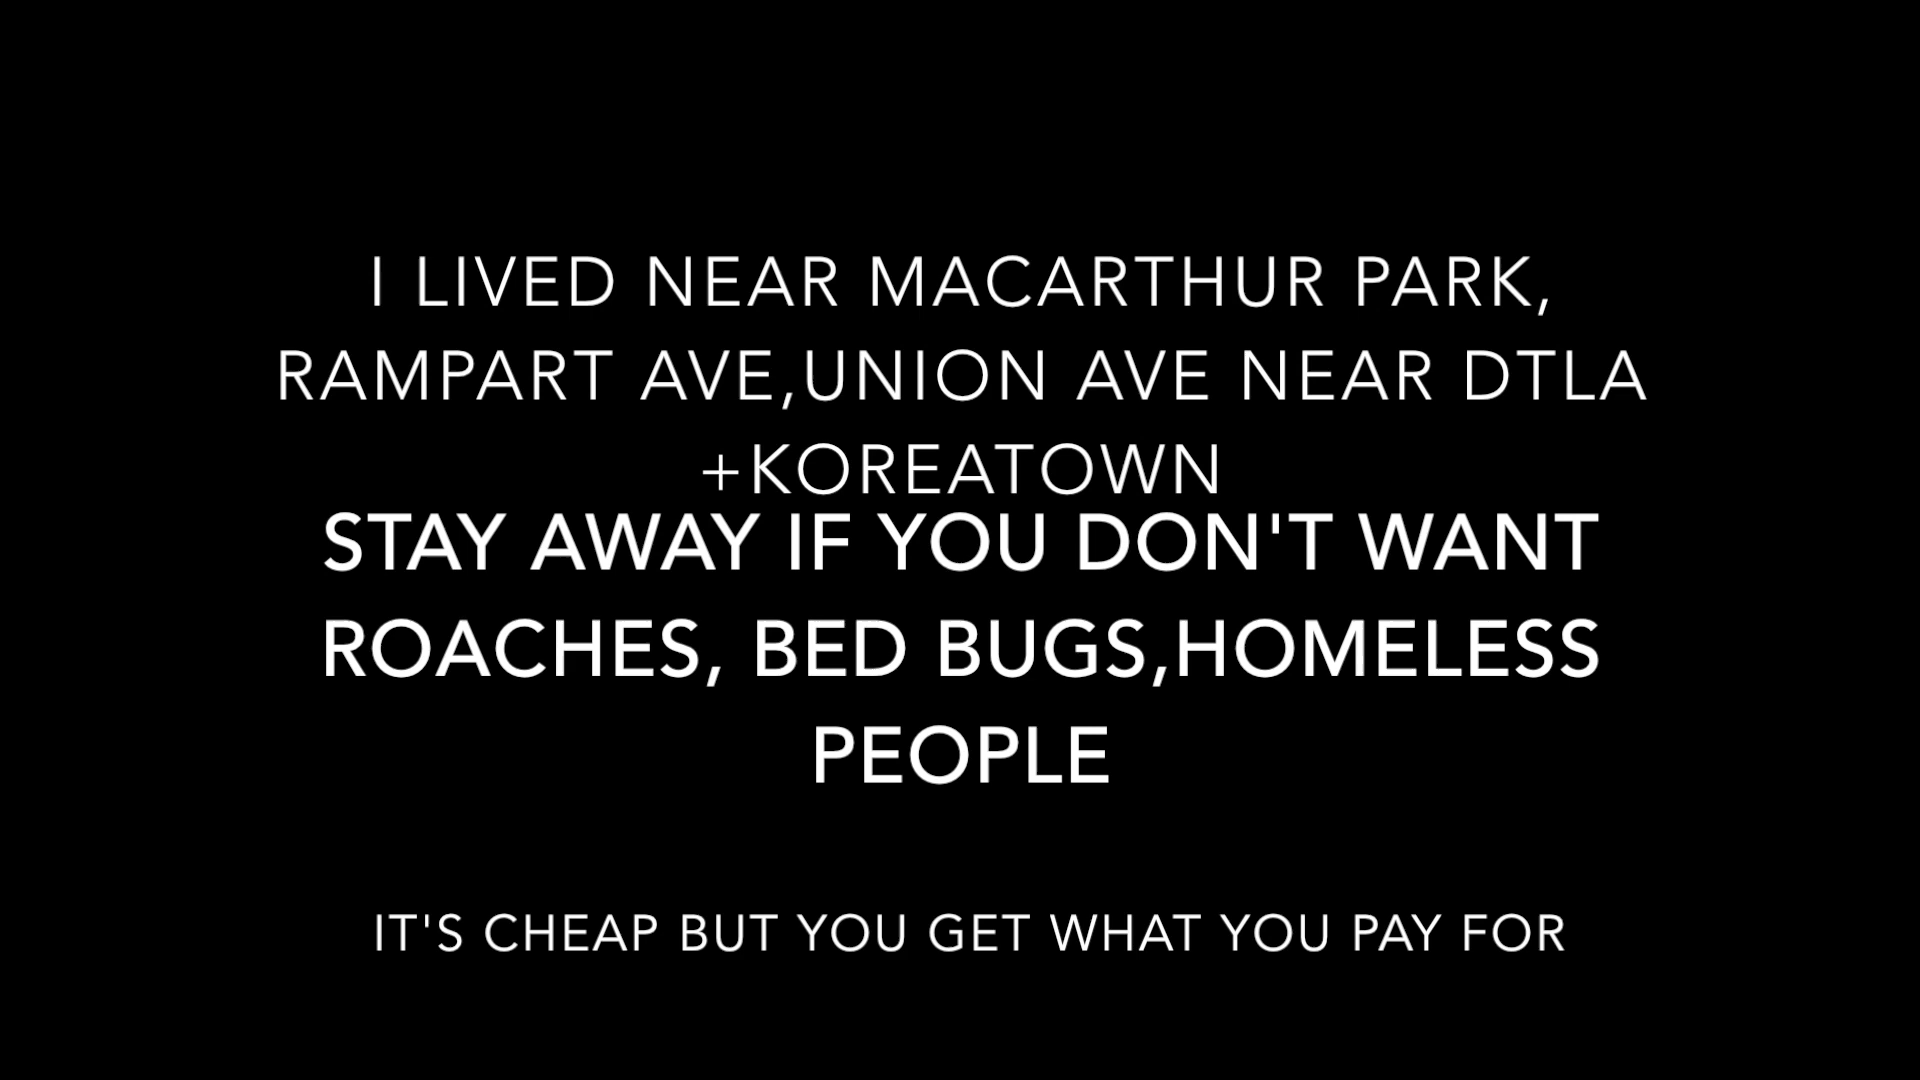 I LIVED NEAR MACARTHUR PARK,
RAMPART AVE,UNION AVE NEAR DTLA
+KOREATOWN
STAY AWAY IF YOU DON'T WANT
ROACHES, BED BUGS,HOMELESS
PEOPLE
IT'S CHEAP BUT YOU GET WHAT YOU PAY FOR